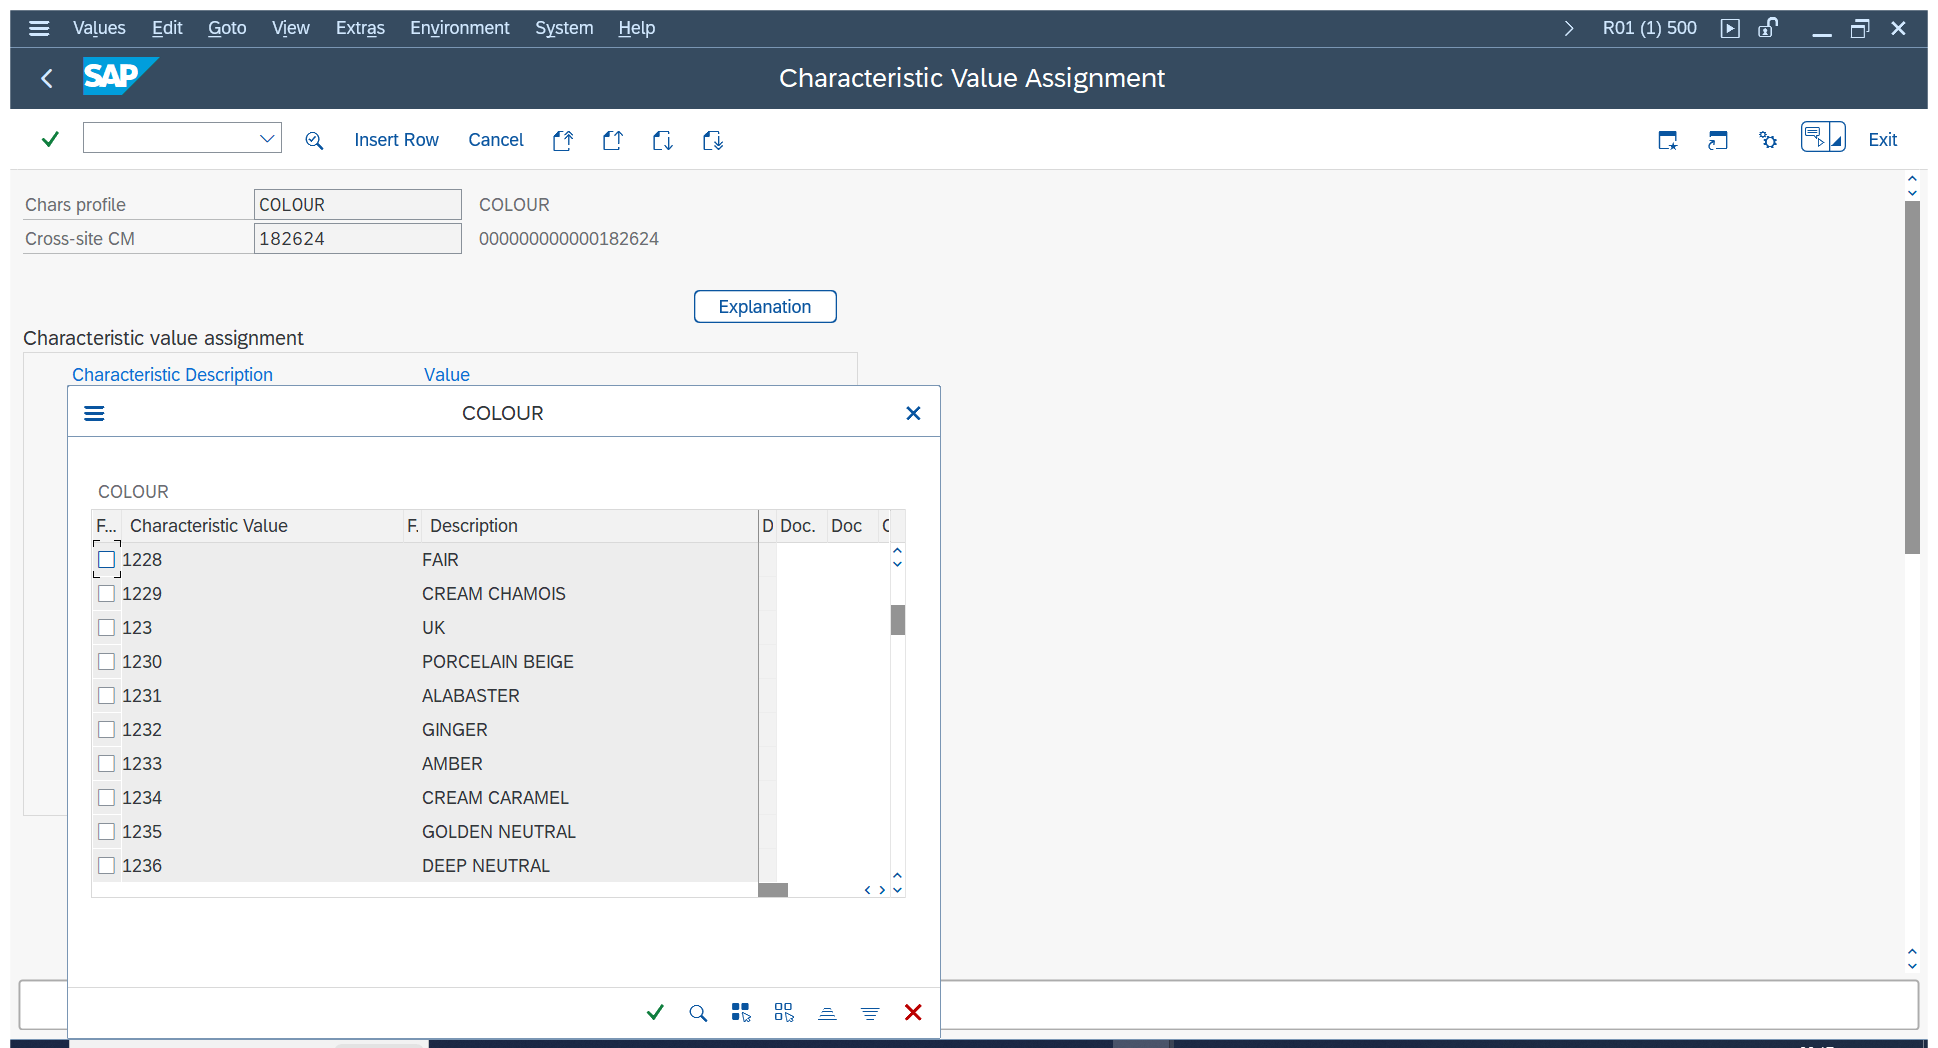 Values Edit Goto View Extras Environment System Help R01 (1) 500
SAP Characteristic Value Assignment
Insert Row Cancel Exit
Chars profile COLOUR COLOUR
Cross-site CM 182624 000000000000182624
Explanation
Characteristic value assignment
Characteristic Description Value
COLOUR
COLOUR
F... Characteristic Value F. Description D Doc. Doc
1228 FAIR
1229 CREAM CHAMOIS
123 UK
1230 PORCELAIN BEIGE
1231 ALABASTER
1232 GINGER
1233 AMBER
1234 CREAM CARAMEL
1235 GOLDEN NEUTRAL
1236 DEEP NEUTRAL